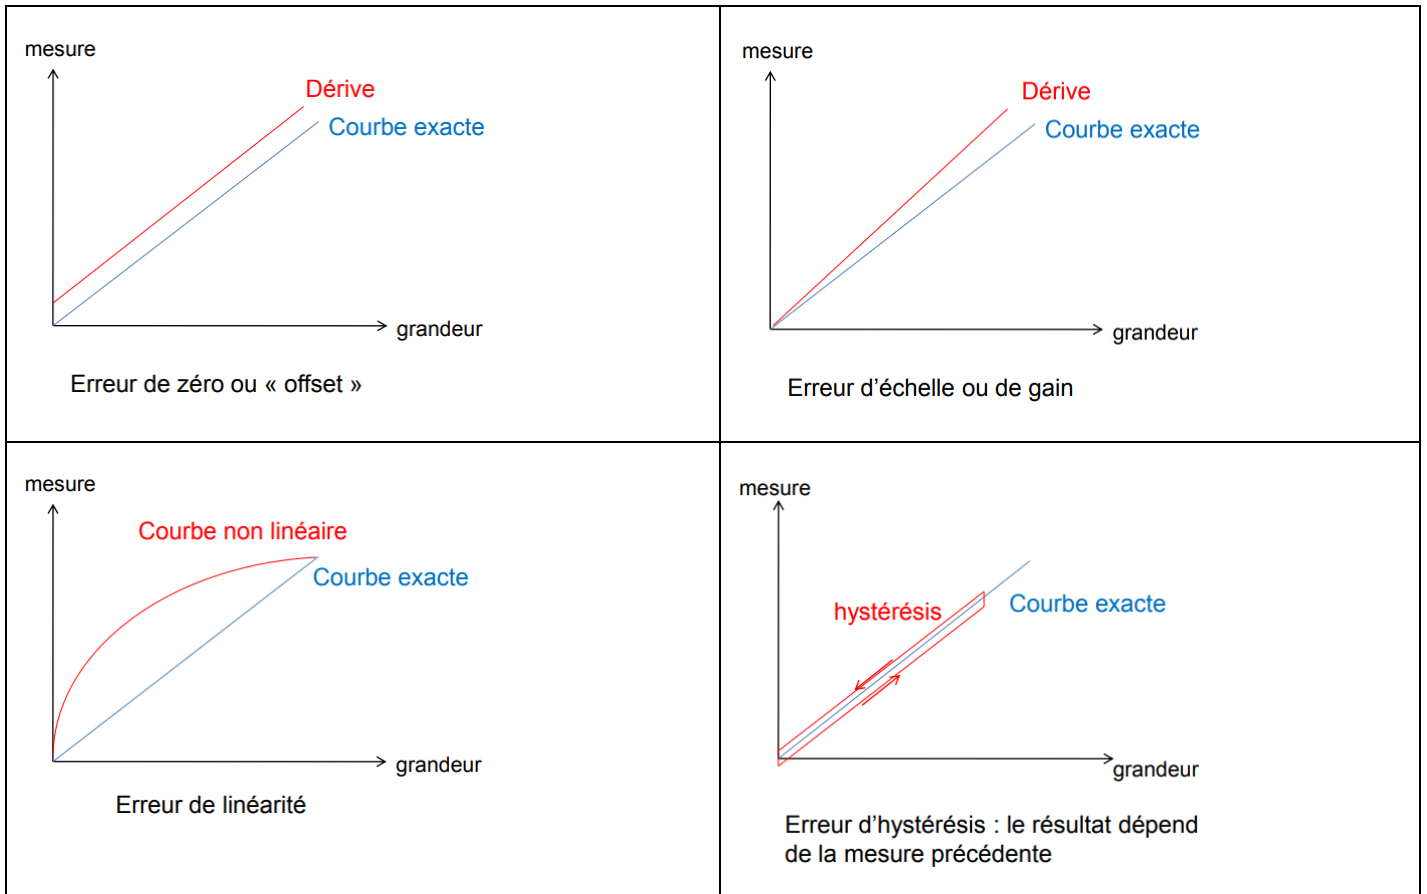 mesure
Dérive
Courbe exacte
grandeur
Erreur de zéro ou « offset »
mesure
Dérive
Courbe exacte
grandeur
Erreur d’échelle ou de gain
mesure
Courbe non linéaire
Courbe exacte
grandeur
Erreur de linéarité
mesure
hystérésis
Courbe exacte
grandeur
Erreur d’hystérésis : le résultat dépend
de la mesure précédente